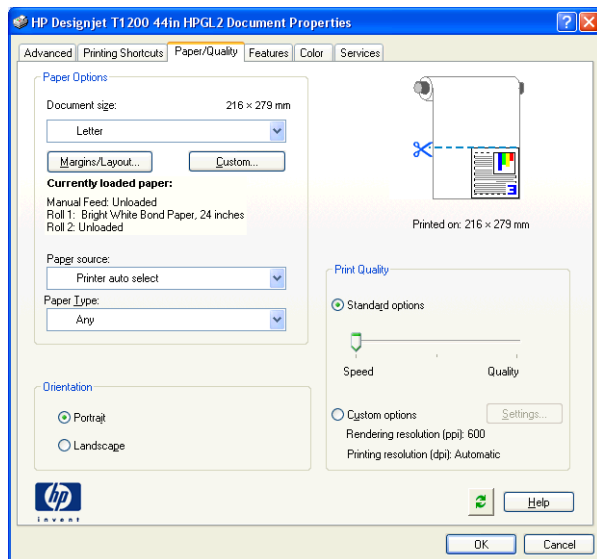 HP Designjet T1200 44in HPGL2 Document Properties
Advanced
Printing Shortcuts
Paper/Quality
Features
Color
Services
Paper Options
Document size:
216 × 279 mm
Letter
Margins/Layout...
Custom...
Currently loaded paper:
Manual Feed: Unloaded
Roll 1: Bright White Bond Paper, 24 inches
Roll 2: Unloaded
Paper source:
Printer auto select
Paper Type:
Any
Orientation
Portrait
Landscape
3
Printed on: 216 × 279 mm
Print Quality
Standard options
Speed
Quality
Custom options
Settings...
Rendering resolution (ppi): 600
Printing resolution (dpi): Automatic
hp
invent
Help
OK
Cancel